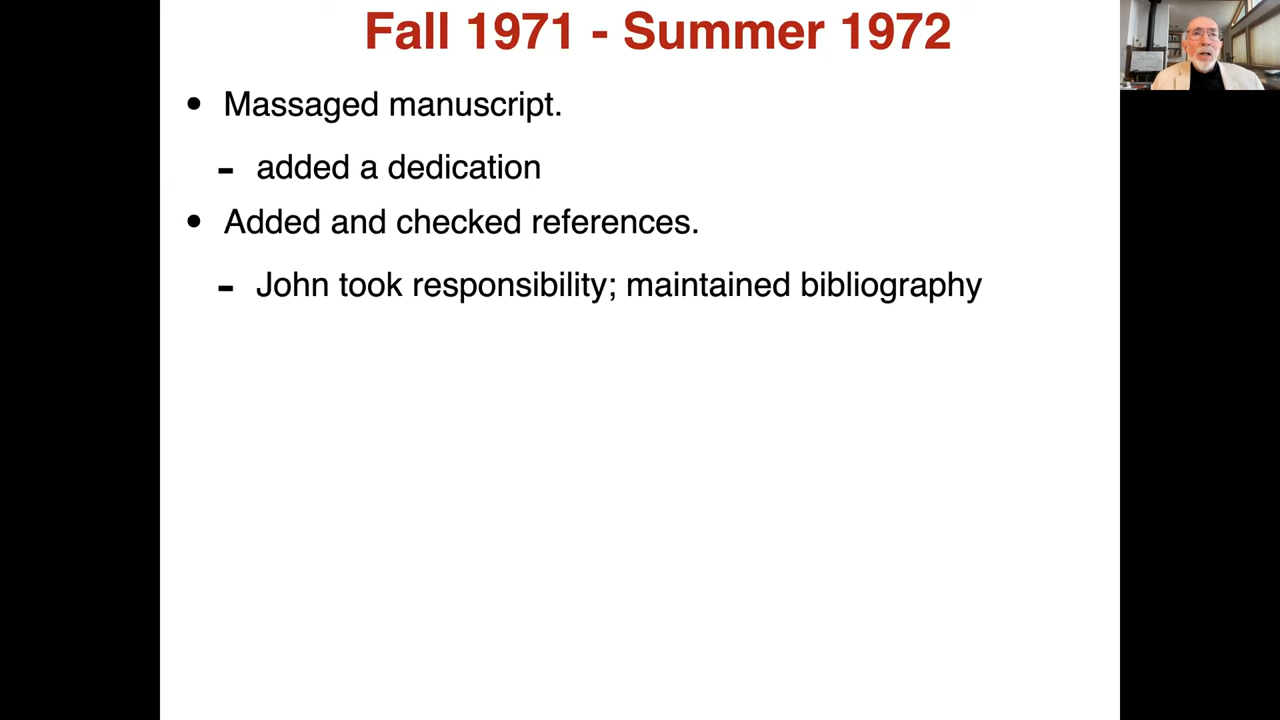 Fall 1971 - Summer 1972
• Massaged manuscript.
- added a dedication
• Added and checked references.
- John took responsibility; maintained bibliography